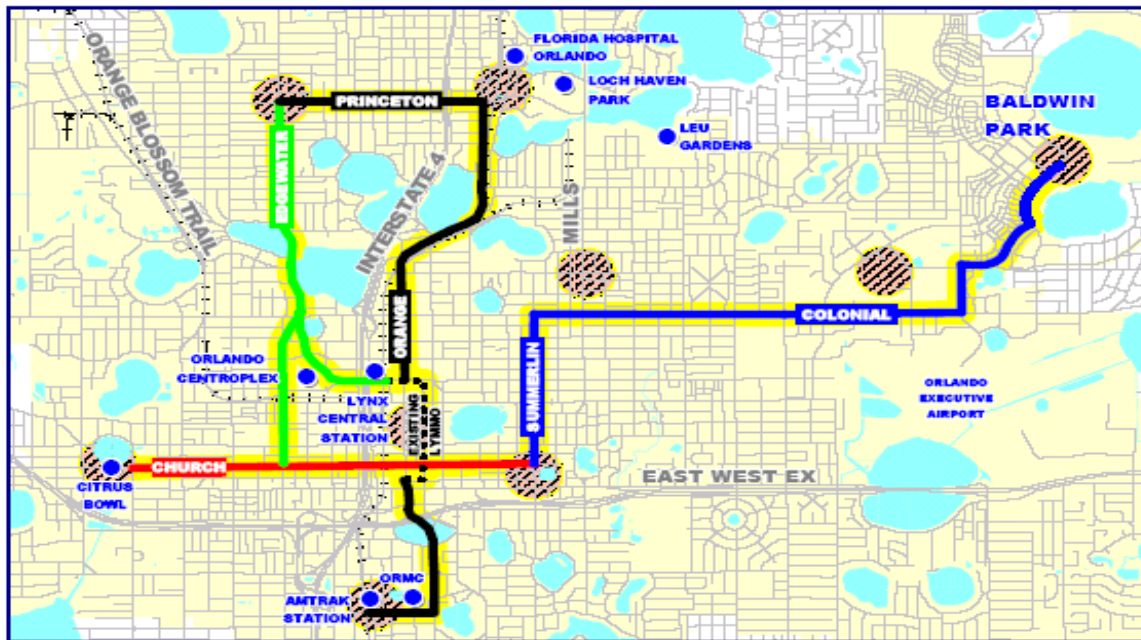 FLORIDA HOSPITAL
ORLANDO
LOCH HAVEN
PARK
LEU
GARDENS
BALDWIN
PARK
ORANGE BLOSSOM TRAIL
PRINCETON
EDGEWATER
INTERSTATE 4
MILLS
ORANGE
COLONIAL
SUMMERLIN
ORLANDO
CENTROPLEX
LYNX
CENTRAL
STATION
EXISTING
LYMMO
ORLANDO
EXECUTIVE
AIRPORT
CHURCH
CITRUS
BOWL
EAST WEST EX
ORMC
AMTRAK
STATION